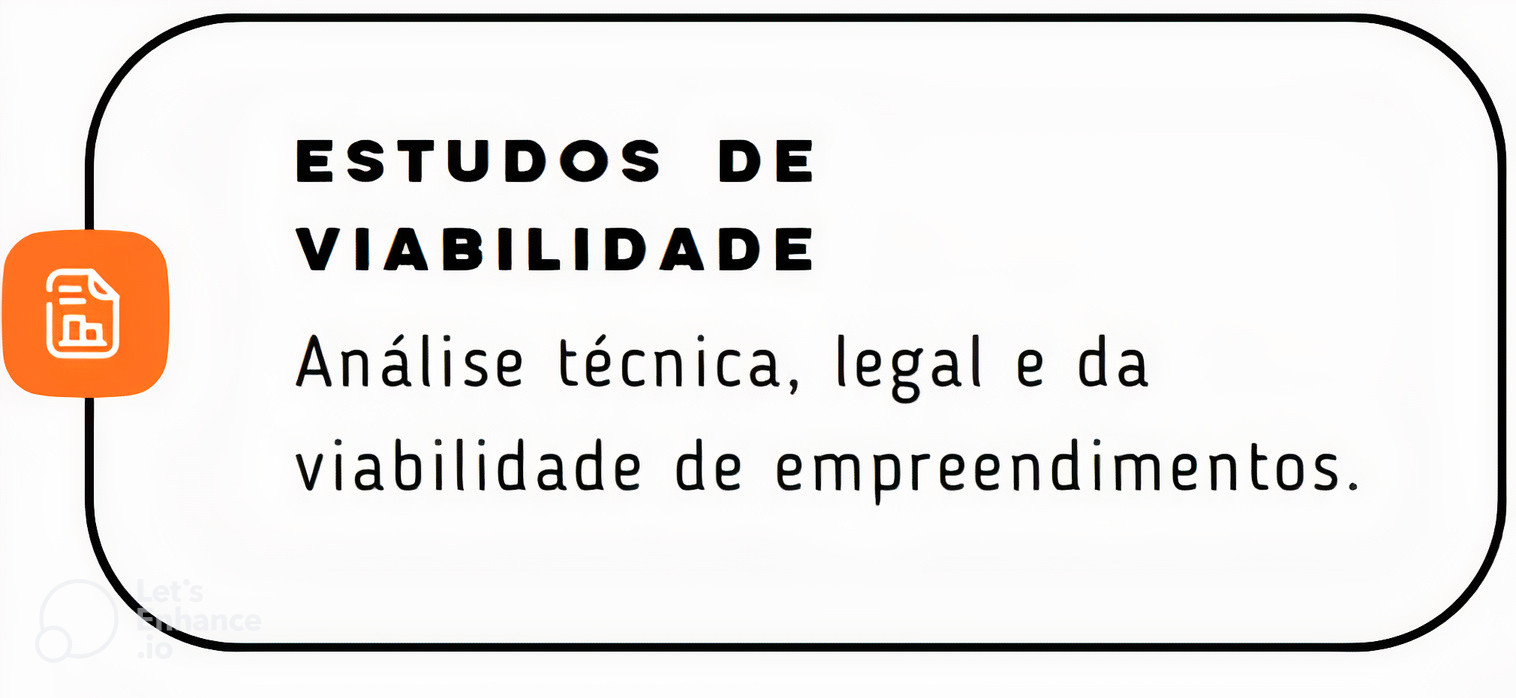 ESTUDOS DE
VIABILIDADE
Análise técnica, legal e da
viabilidade de empreendimentos.
Let's
Enhance
.io